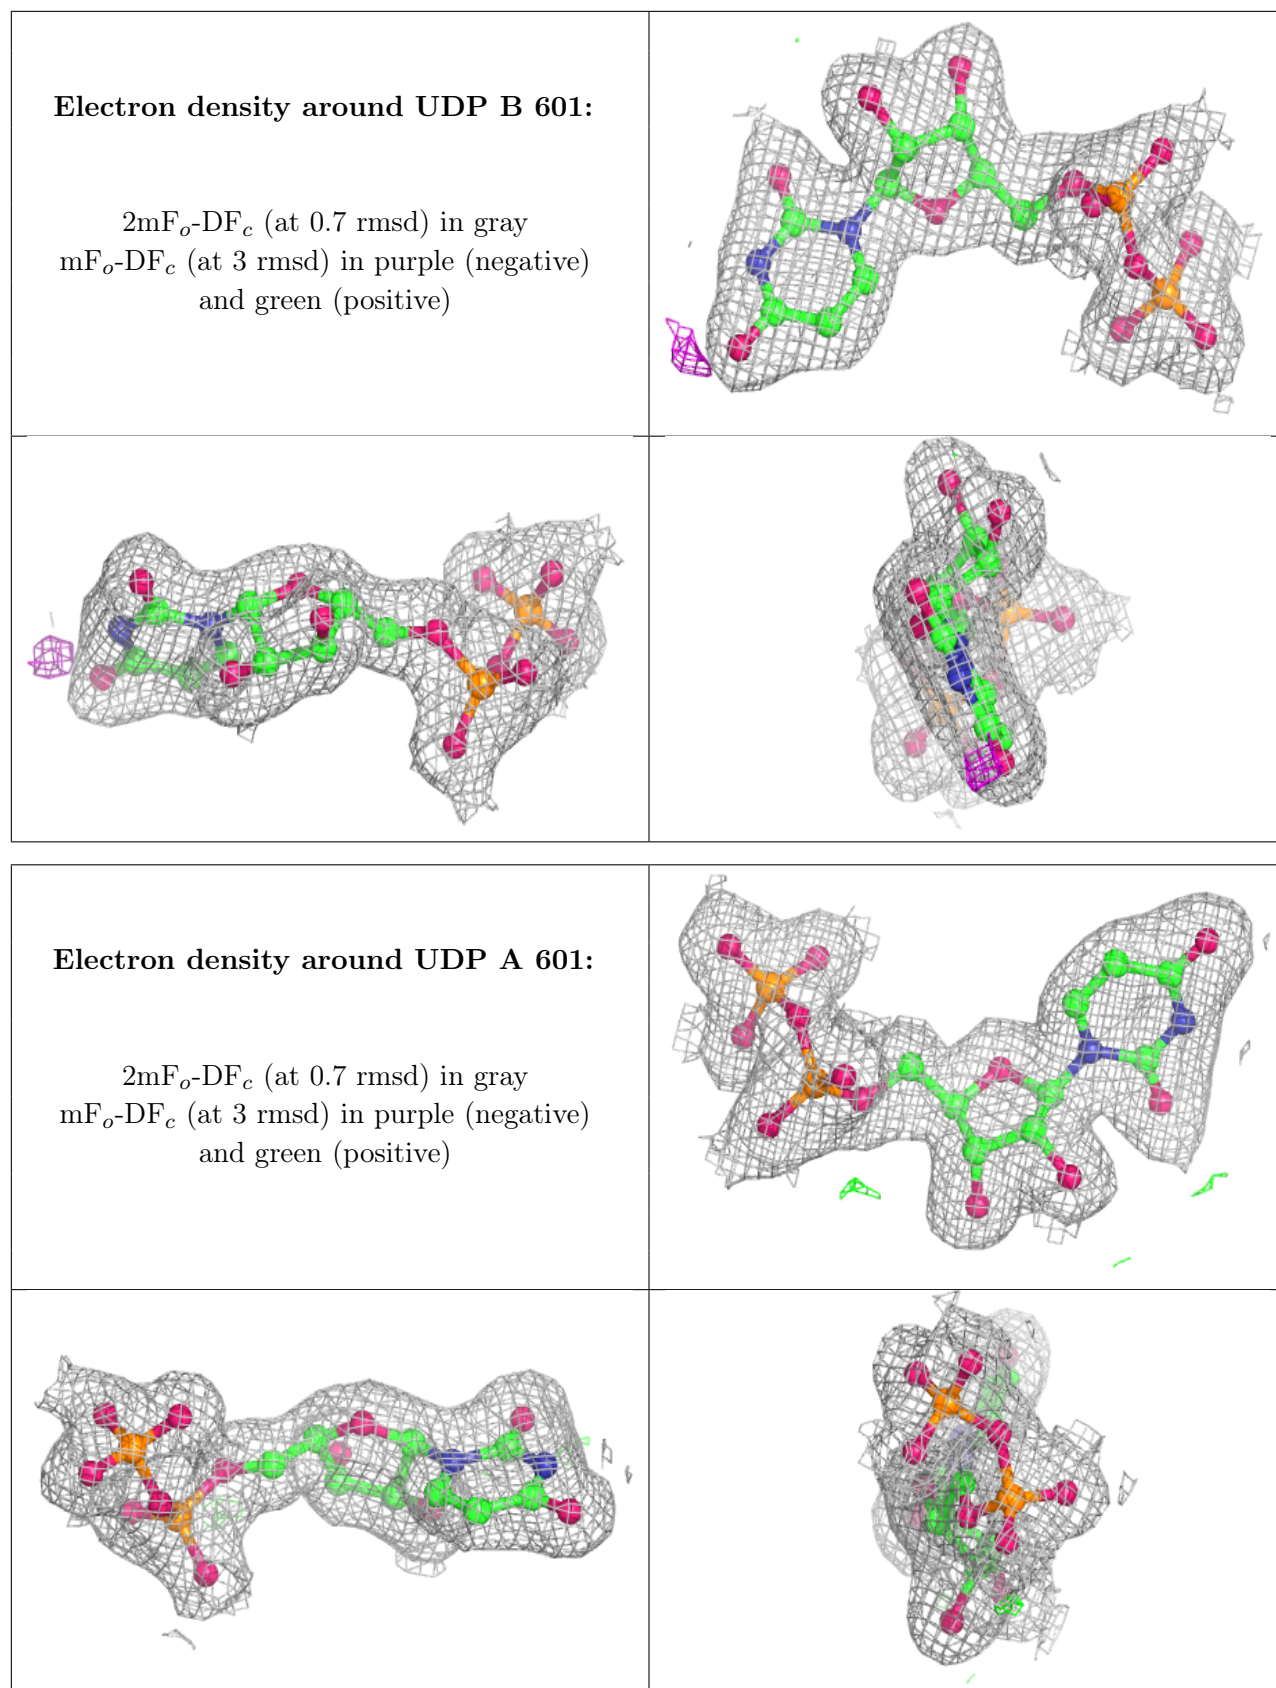 Electron density around UDP B 601:
2mFo-DFc (at 0.7 rmsd) in gray
mFo-DFc (at 3 rmsd) in purple (negative)
and green (positive)
Electron density around UDP A 601:
2mFo-DFc (at 0.7 rmsd) in gray
mFo-DFc (at 3 rmsd) in purple (negative)
and green (positive)